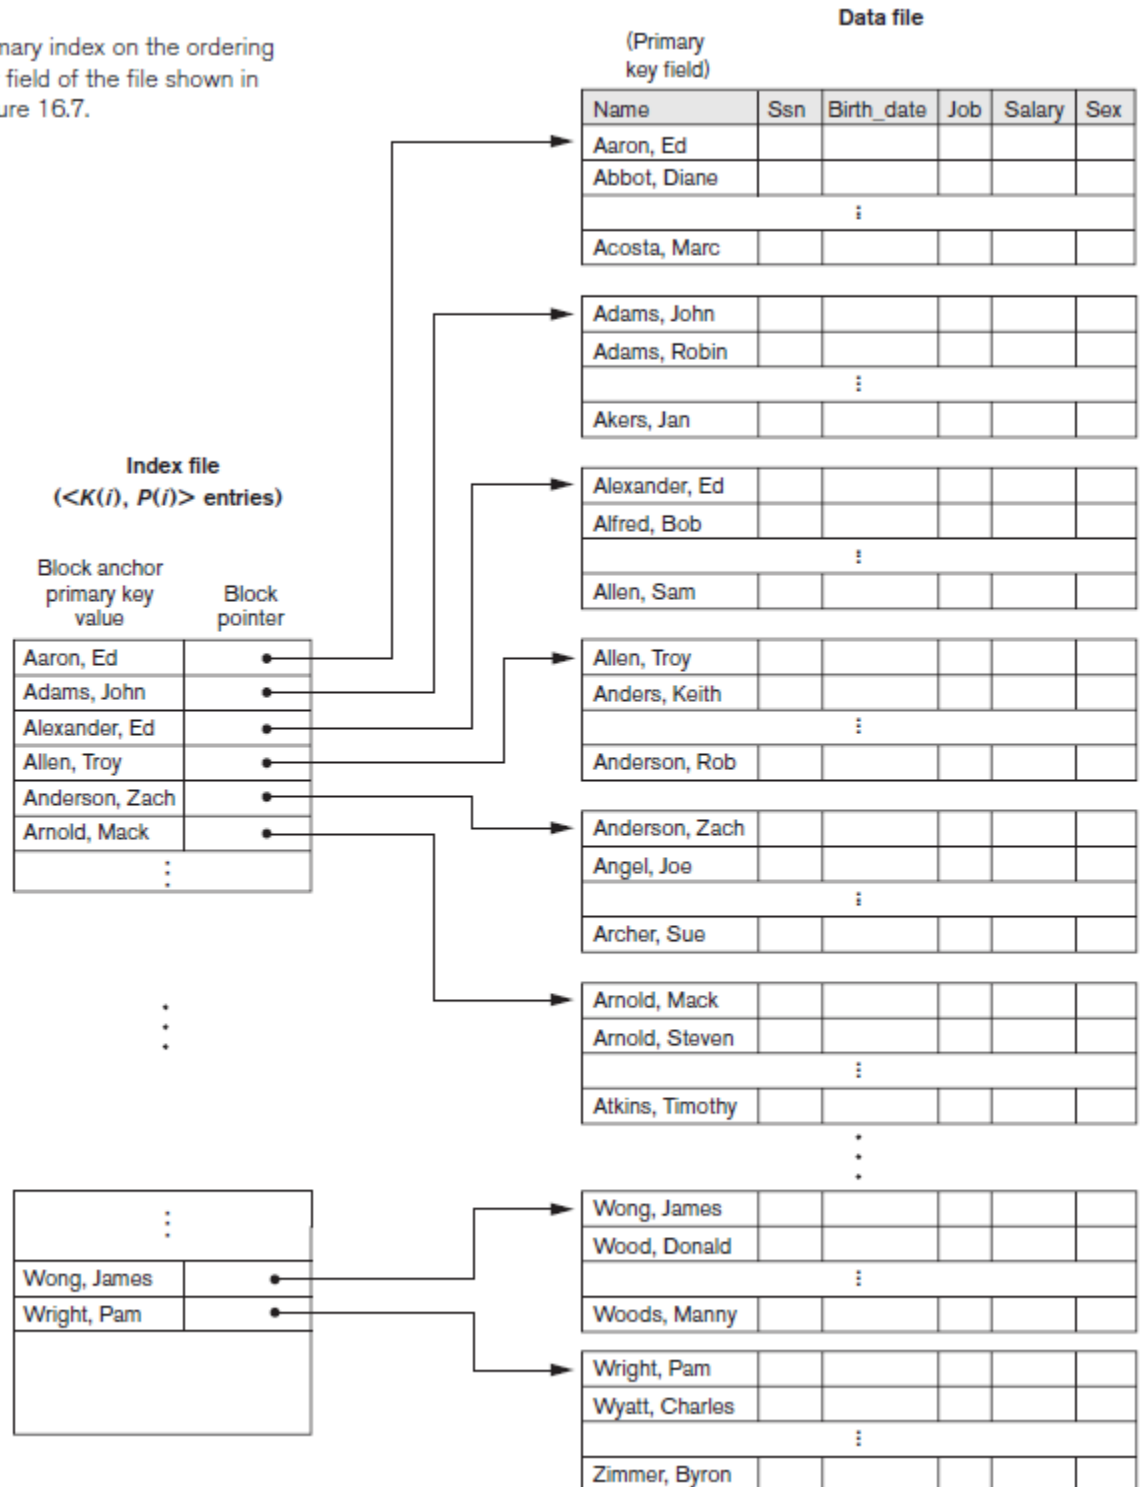 mary index on the ordering
field of the file shown in
ure 16.7.
Data file
(Primary
key field)
Name Ssn Birth_date Job Salary Sex
Aaron, Ed
Abbot, Diane
Acosta, Marc
Adams, John
Adams, Robin
Akers, Jan
Alexander, Ed
Alfred, Bob
Allen, Sam
Allen, Troy
Anders, Keith
Anderson, Rob
Anderson, Zach
Angel, Joe
Archer, Sue
Arnold, Mack
Arnold, Steven
Atkins, Timothy
Wong, James
Wood, Donald
Woods, Manny
Wright, Pam
Wyatt, Charles
Zimmer, Byron
Index file
(<K(i), P(i)> entries)
Block anchor
primary key
value
Block
pointer
Aaron, Ed
Adams, John
Alexander, Ed
Allen, Troy
Anderson, Zach
Arnold, Mack
Wong, James
Wright, Pam